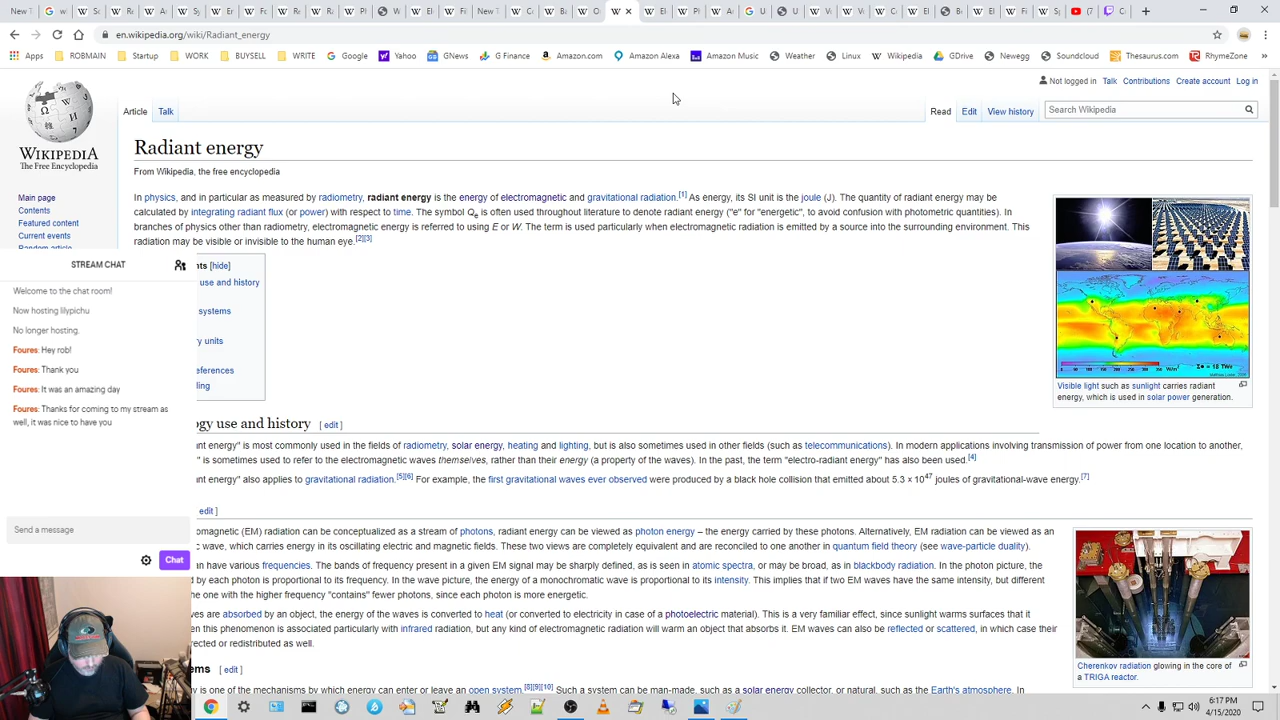 New T
en.wikipedia.org/wiki/Radiant_energy
Apps ROBMAIN Startup WORK BUYSELL WRITE Google Yahoo GNews G Finance Amazon.com Amazon Alexa Amazon Music Weather Linux Wikipedia GDrive Newegg Soundcloud Thesaurus.com RhymeZone
Not logged in Talk Contributions Create account Log in
Article Talk Read Edit View history Search Wikipedia
WIKIPEDIA
The Free Encyclopedia
Main page
Contents
Featured content
Current events
Random article
Radiant energy
From Wikipedia, the free encyclopedia
In physics, and in particular as measured by radiometry, radiant energy is the energy of electromagnetic and gravitational radiation.[1] As energy, its SI unit is the joule (J). The quantity of radiant energy may be
calculated by integrating radiant flux (or power) with respect to time. The symbol Qe is often used throughout literature to denote radiant energy ("e" for "energetic", to avoid confusion with photometric quantities). In
branches of physics other than radiometry, electromagnetic energy is referred to using E or W. The term is used particularly when electromagnetic radiation is emitted by a source into the surrounding environment. This
radiation may be visible or invisible to the human eye.[2][3]
nts [hide]
use and history
systems
ry units
eferences
ling
Visible light such as sunlight carries radiant
energy, which is used in solar power generation.
STREAM CHAT
Welcome to the chat room!
Now hosting lilypichu
No longer hosting.
Foures: Hey rob!
Foures: Thank you
Foures: It was an amazing day
Foures: Thanks for coming to my stream as
well, it was nice to have you
Send a message
Chat
ogy use and history [ edit ]
ant energy" is most commonly used in the fields of radiometry, solar energy, heating and lighting, but is also sometimes used in other fields (such as telecommunications). In modern applications involving transmission of power from one location to another,
" is sometimes used to refer to the electromagnetic waves themselves, rather than their energy (a property of the waves). In the past, the term "electro-radiant energy" has also been used.[4]
ant energy" also applies to gravitational radiation.[5][6] For example, the first gravitational waves ever observed were produced by a black hole collision that emitted about 5.3 × 10^47 joules of gravitational-wave energy.[7]
edit ]
omagnetic (EM) radiation can be conceptualized as a stream of photons, radiant energy can be viewed as photon energy – the energy carried by these photons. Alternatively, EM radiation can be viewed as an
c wave, which carries energy in its oscillating electric and magnetic fields. These two views are completely equivalent and are reconciled to one another in quantum field theory (see wave-particle duality).
an have various frequencies. The bands of frequency present in a given EM signal may be sharply defined, as is seen in atomic spectra, or may be broad, as in blackbody radiation. In the photon picture, the
d by each photon is proportional to its frequency. In the wave picture, the energy of a monochromatic wave is proportional to its intensity. This implies that if two EM waves have the same intensity, but different
he one with the higher frequency "contains" fewer photons, since each photon is more energetic.
ves are absorbed by an object, the energy of the waves is converted to heat (or converted to electricity in case of a photoelectric material). This is a very familiar effect, since sunlight warms surfaces that it
en this phenomenon is associated particularly with infrared radiation, but any kind of electromagnetic radiation will warm an object that absorbs it. EM waves can also be reflected or scattered, in which case their
rected or redistributed as well.
Cherenkov radiation glowing in the core of
a TRIGA reactor.
ems [ edit ]
y is one of the mechanisms by which energy can enter or leave an open system.[8][9][10] Such a system can be man-made, such as a solar energy collector, or natural, such as the Earth's atmosphere. In
6:17 PM
4/15/2020